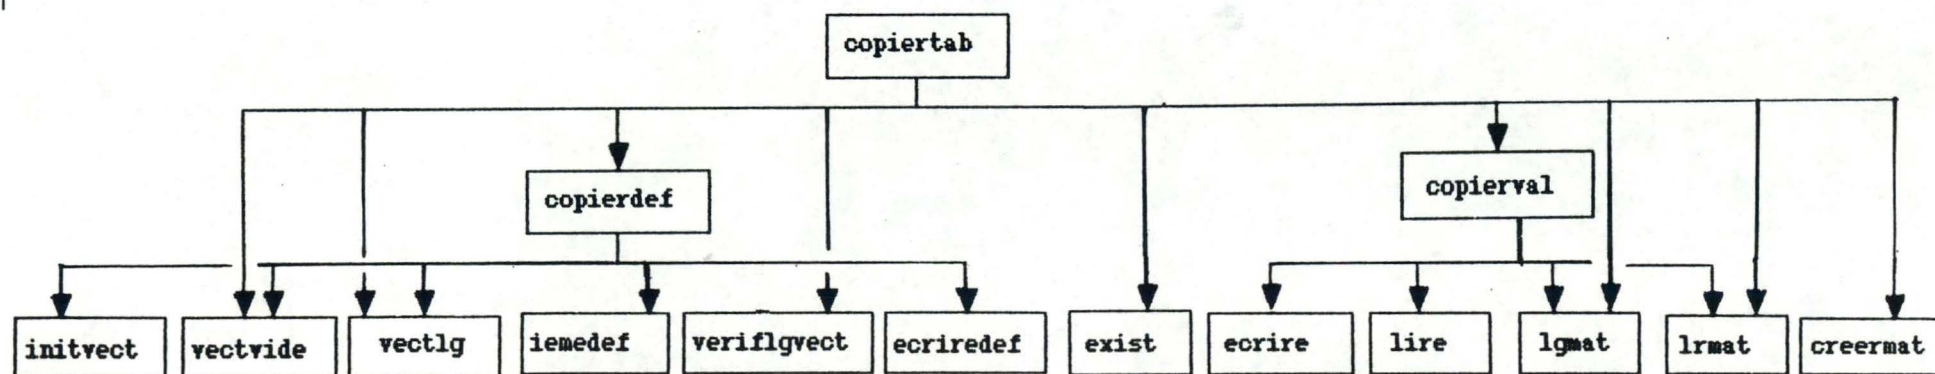 copiertab
copierdef
copierval
initvect vectvide vectlg iemedef veriflgvect ecriredef exist ecrire lire lgmat lrmat creermat